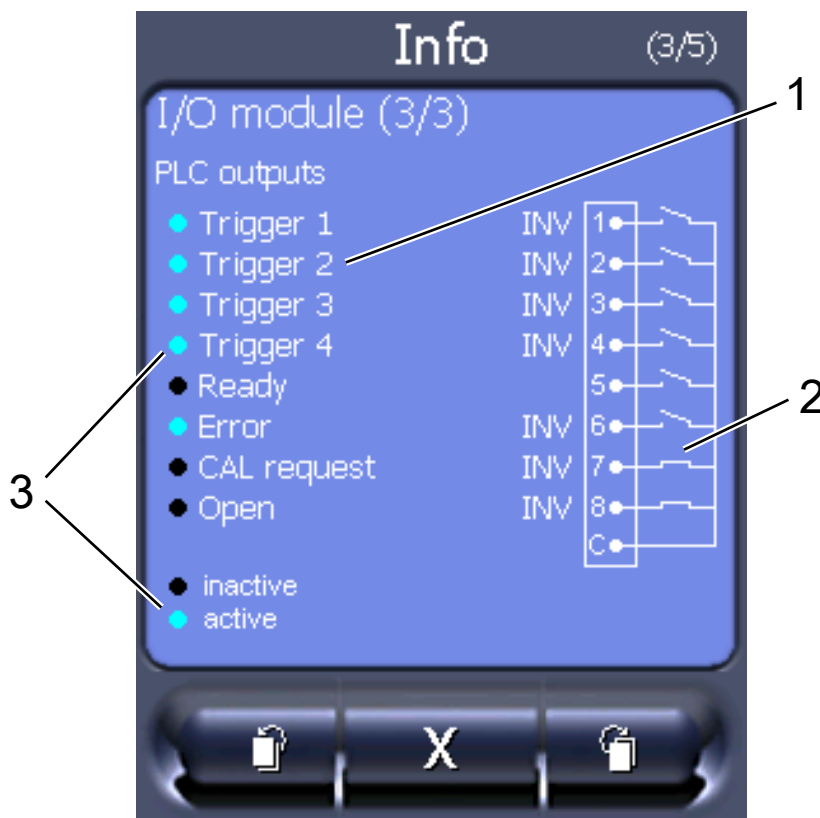 Info (3/5)
I/O module (3/3)
1
PLC outputs
Trigger 1 INV 1
Trigger 2 INV 2
Trigger 3 INV 3
Trigger 4 INV 4
Ready 5
2
Error INV 6
CAL request INV 7
3
Open INV 8
C
inactive
active
X